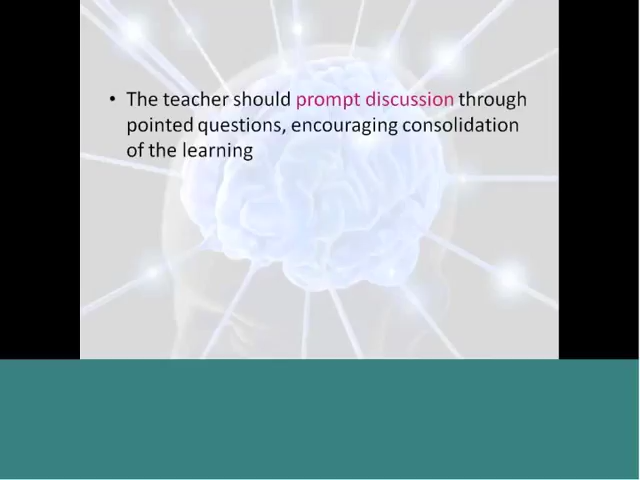 • The teacher should prompt discussion through
pointed questions, encouraging consolidation
of the learning